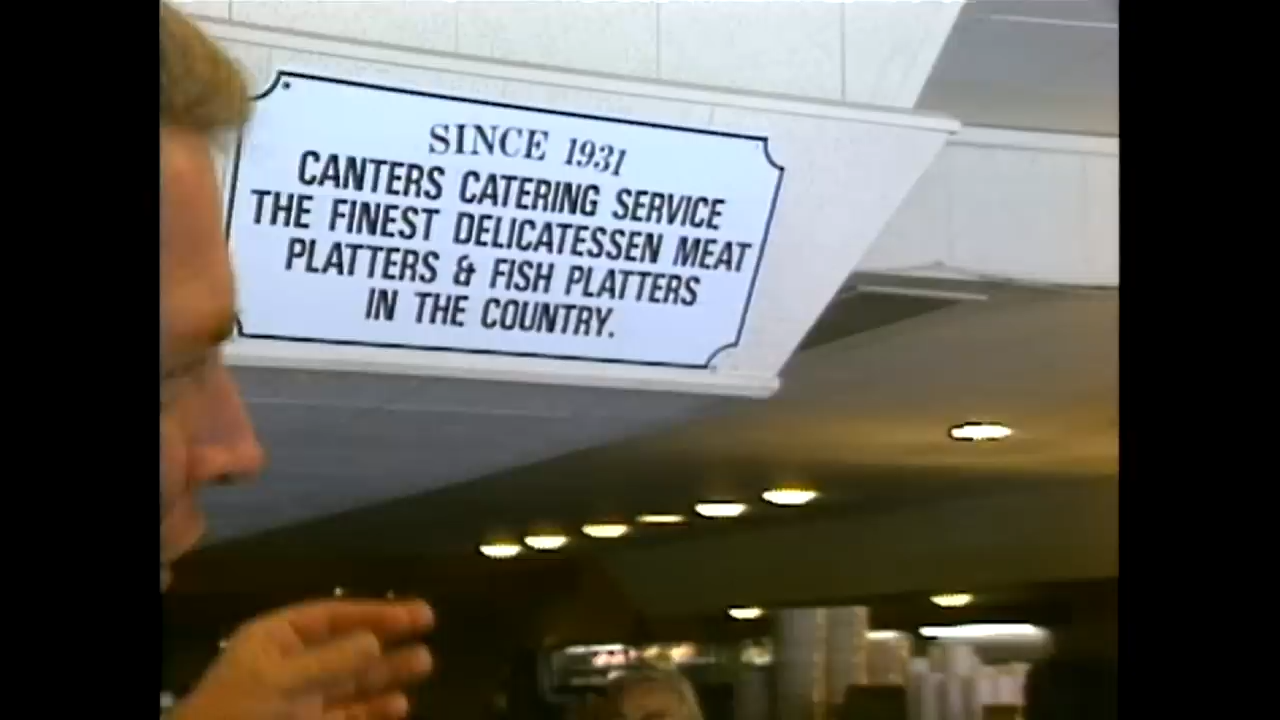 SINCE 1931
CANTERS CATERING SERVICE
THE FINEST DELICATESSEN MEAT
PLATTERS & FISH PLATTERS
IN THE COUNTRY.